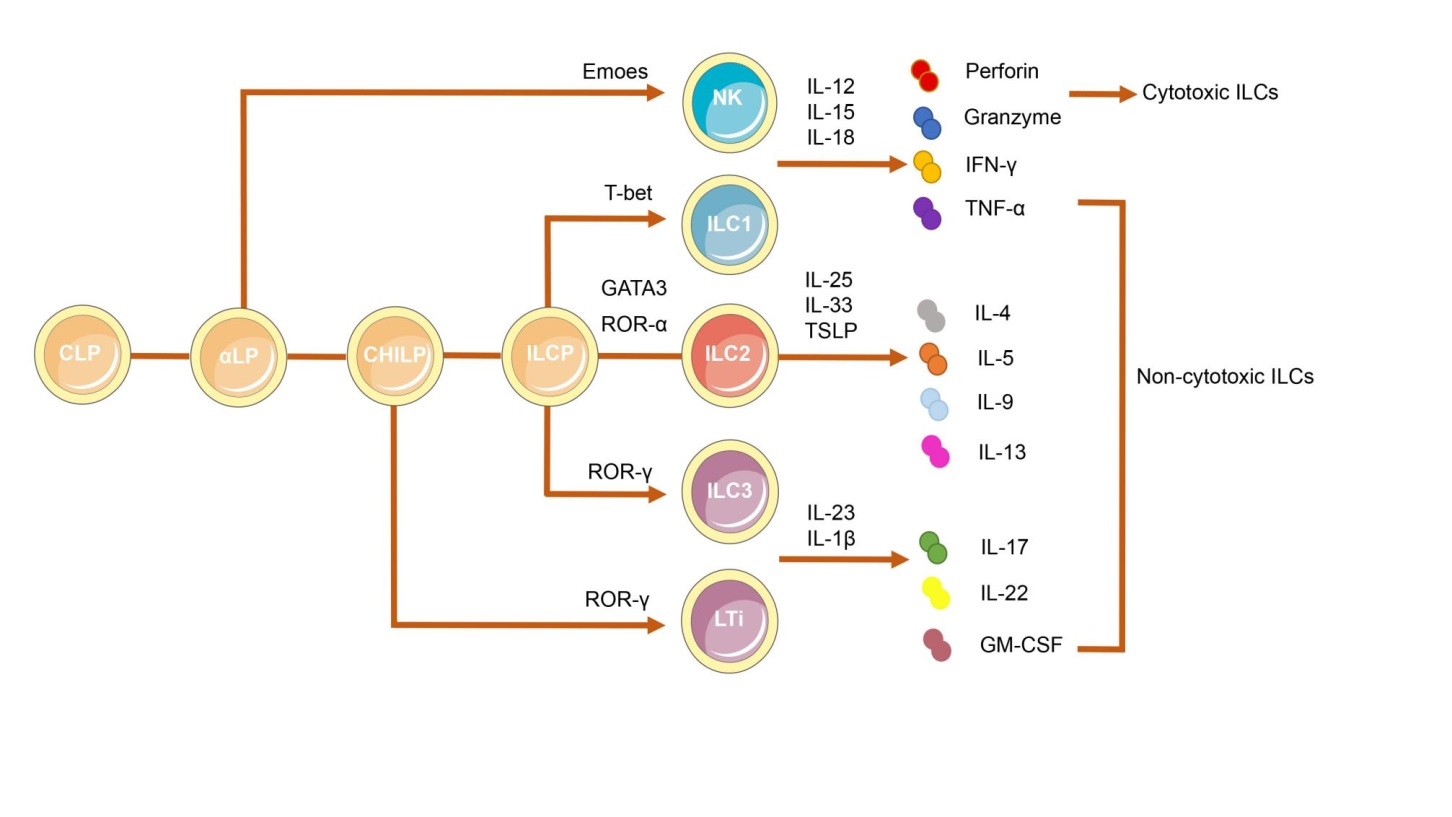 Emoes
NK
IL-12
IL-15
IL-18
Perforin
Granzyme
IFN-γ
TNF-α
Cytotoxic ILCs
T-bet
ILC1
GATA3
ROR-α
CLP
αLP
CHILP
ILCP
ILC2
IL-25
IL-33
TSLP
IL-4
IL-5
IL-9
IL-13
Non-cytotoxic ILCs
ROR-γ
ILC3
IL-23
IL-1β
ROR-γ
LTi
IL-17
IL-22
GM-CSF